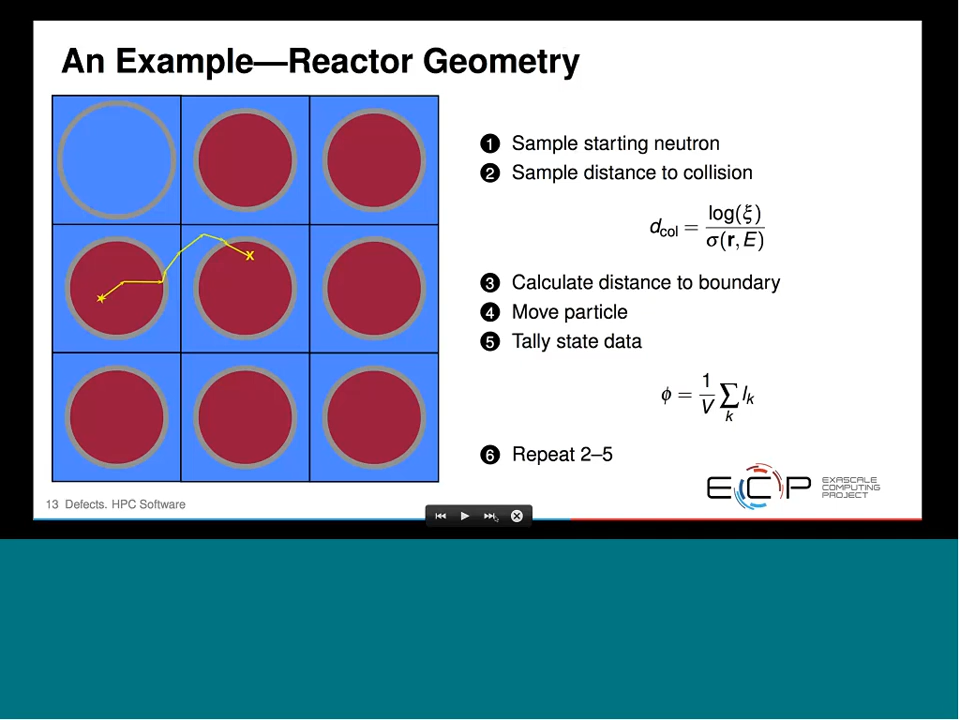 An Example—Reactor Geometry
1 Sample starting neutron
2 Sample distance to collision
d_col = log(ξ) / σ(r, E)
3 Calculate distance to boundary
4 Move particle
5 Tally state data
ϕ = 1/V ∑_k l_k
6 Repeat 2–5
ECP EXASCALE
COMPUTING
PROJECT
13 Defects. HPC Software